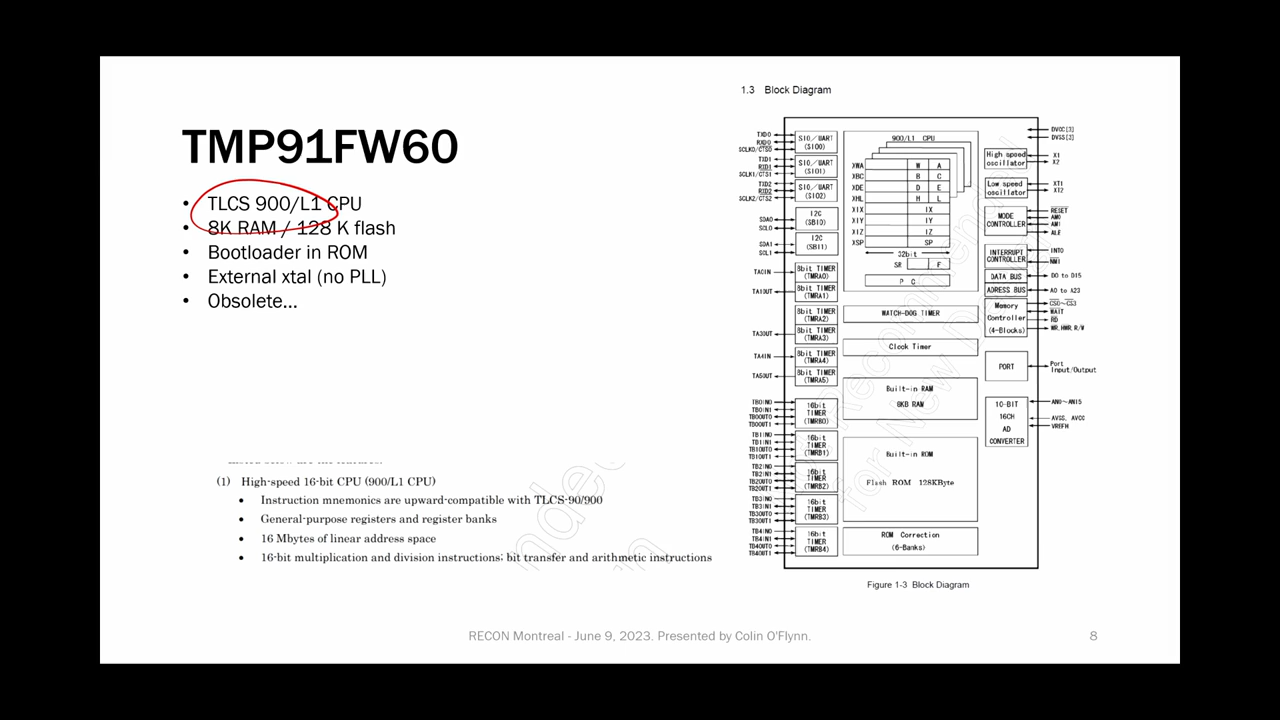 1.3 Block Diagram
TMP91FW60
• TLCS 900/L1 CPU
• 8K RAM / 128 K flash
• Bootloader in ROM
• External xtal (no PLL)
• Obsolete...
(1) High-speed 16-bit CPU (900/L1 CPU)
• Instruction mnemonics are upward-compatible with TLCS-90/900
• General-purpose registers and register banks
• 16 Mbytes of linear address space
• 16-bit multiplication and division instructions; bit transfer and arithmetic instructions
TXD0
RXD0
SCLK0/CTS0
SIO/UART
(SIO0)
TXD1
RXD1
SCLK1/CTS1
SIO/UART
(SIO1)
TXD2
RXD2
SCLK2/CTS2
SIO/UART
(SIO2)
SDA0
SCL0
I2C
(SBI0)
SDA1
SCL1
I2C
(SBI1)
TA0IN
8bit TIMER
(TMRA0)
TA1OUT
8bit TIMER
(TMRA1)
8bit TIMER
(TMRA2)
TA3OUT
8bit TIMER
(TMRA3)
TA4IN
8bit TIMER
(TMRA4)
TA5OUT
8bit TIMER
(TMRA5)
TB0IN0
TB0IN1
TB0OUT0
TB0OUT1
16bit
TIMER
(TMRB0)
TB1IN0
TB1IN1
TB1OUT0
TB1OUT1
16bit
TIMER
(TMRB1)
TB2IN0
TB2IN1
TB2OUT0
TB2OUT1
16bit
TIMER
(TMRB2)
TB3IN0
TB3IN1
TB3OUT0
TB3OUT1
16bit
TIMER
(TMRB3)
TB4IN0
TB4IN1
TB4OUT0
TB4OUT1
16bit
TIMER
(TMRB4)
900/L1 CPU
XWA W A
XBC B C
XDE D E
XHL H L
XIX IX
XIY IY
XIZ IZ
XSP SP
32bit
SR F
P C
WATCH-DOG TIMER
Clock Timer
Built-in RAM
8KB RAM
Built-in ROM
Flash ROM 128KByte
ROM Correction
(6-Banks)
DVCC[3]
DVSS[3]
High speed
oscillator
X1
X2
Low speed
oscillator
XT1
XT2
MODE
CONTROLLER
RESET
AM0
AM1
ALE
INTERRUPT
CONTROLLER
INT0
NMI
DATA BUS
D0 to D15
ADRESS BUS
A0 to A23
Memory
Controller
(4-Blocks)
CS0~CS3
WAIT
RD
WR,HWR,R/W
PORT
Port
Input/Output
10-BIT
16CH
AD
CONVERTER
AN0~AN15
AVSS, AVCC
VREFH
Figure 1-3 Block Diagram
RECON Montreal - June 9, 2023. Presented by Colin O'Flynn.
8